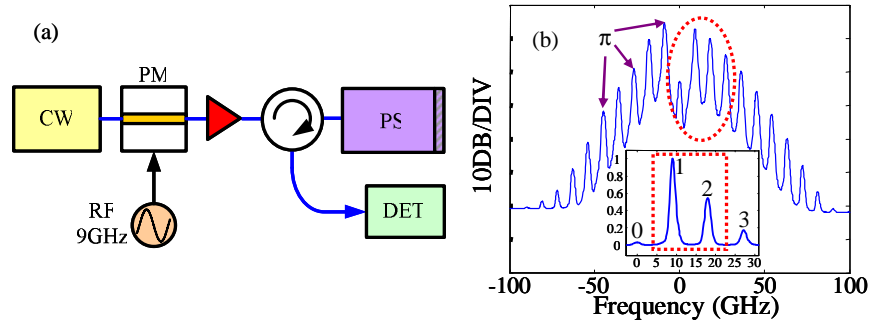 (a)
PM
CW
PS
RF
9GHz
DET
(b)
π
10DB/DIV
1
0.8
0.6
0.4
0.2
0
0
1
2
3
0 5 10 15 20 25 30
-100 -50 0 50 100
Frequency (GHz)